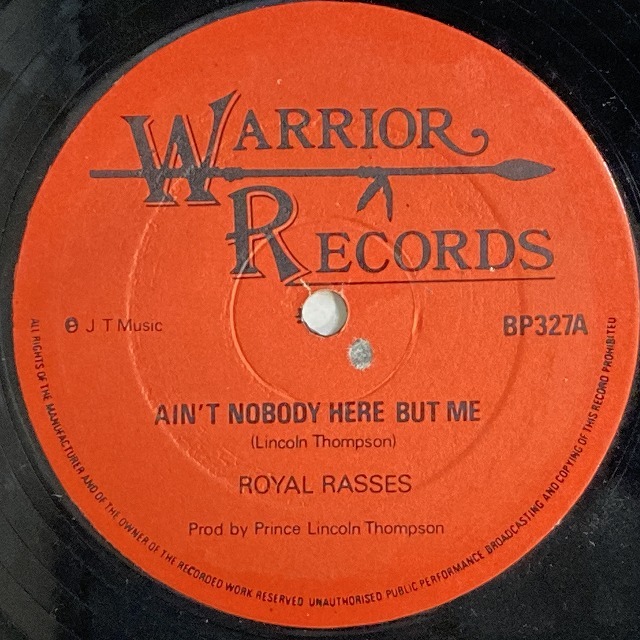 WARRIOR
RECORDS
℗ J T Music
BP327A
AIN'T NOBODY HERE BUT ME
(Lincoln Thompson)
ROYAL RASSES
Prod by Prince Lincoln Thompson
ALL RIGHTS OF THE MANUFACTURER AND OF THE OWNER OF THE RECORDED WORK RESERVED UNAUTHORISED PUBLIC PERFORMANCE BROADCASTING AND COPYING OF THIS RECORD PROHIBITED